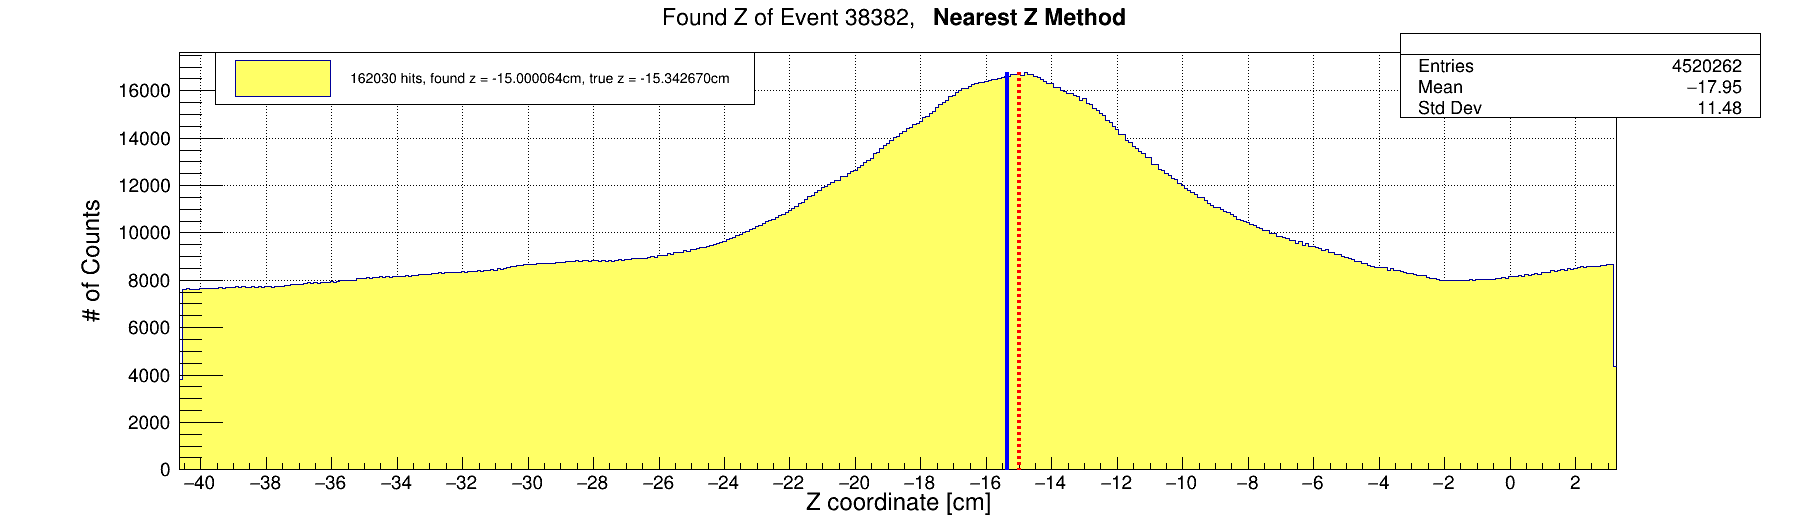 Found Z of Event 38382, Nearest Z Method
162030 hits, found z = -15.000064cm, true z = -15.342670cm
Entries 4520262
Mean −17.95
Std Dev 11.48
# of Counts
16000
14000
12000
10000
8000
6000
4000
2000
0
−40 −38 −36 −34 −32 −30 −28 −26 −24 −22 −20 −18 −16 −14 −12 −10 −8 −6 −4 −2 0 2
Z coordinate [cm]